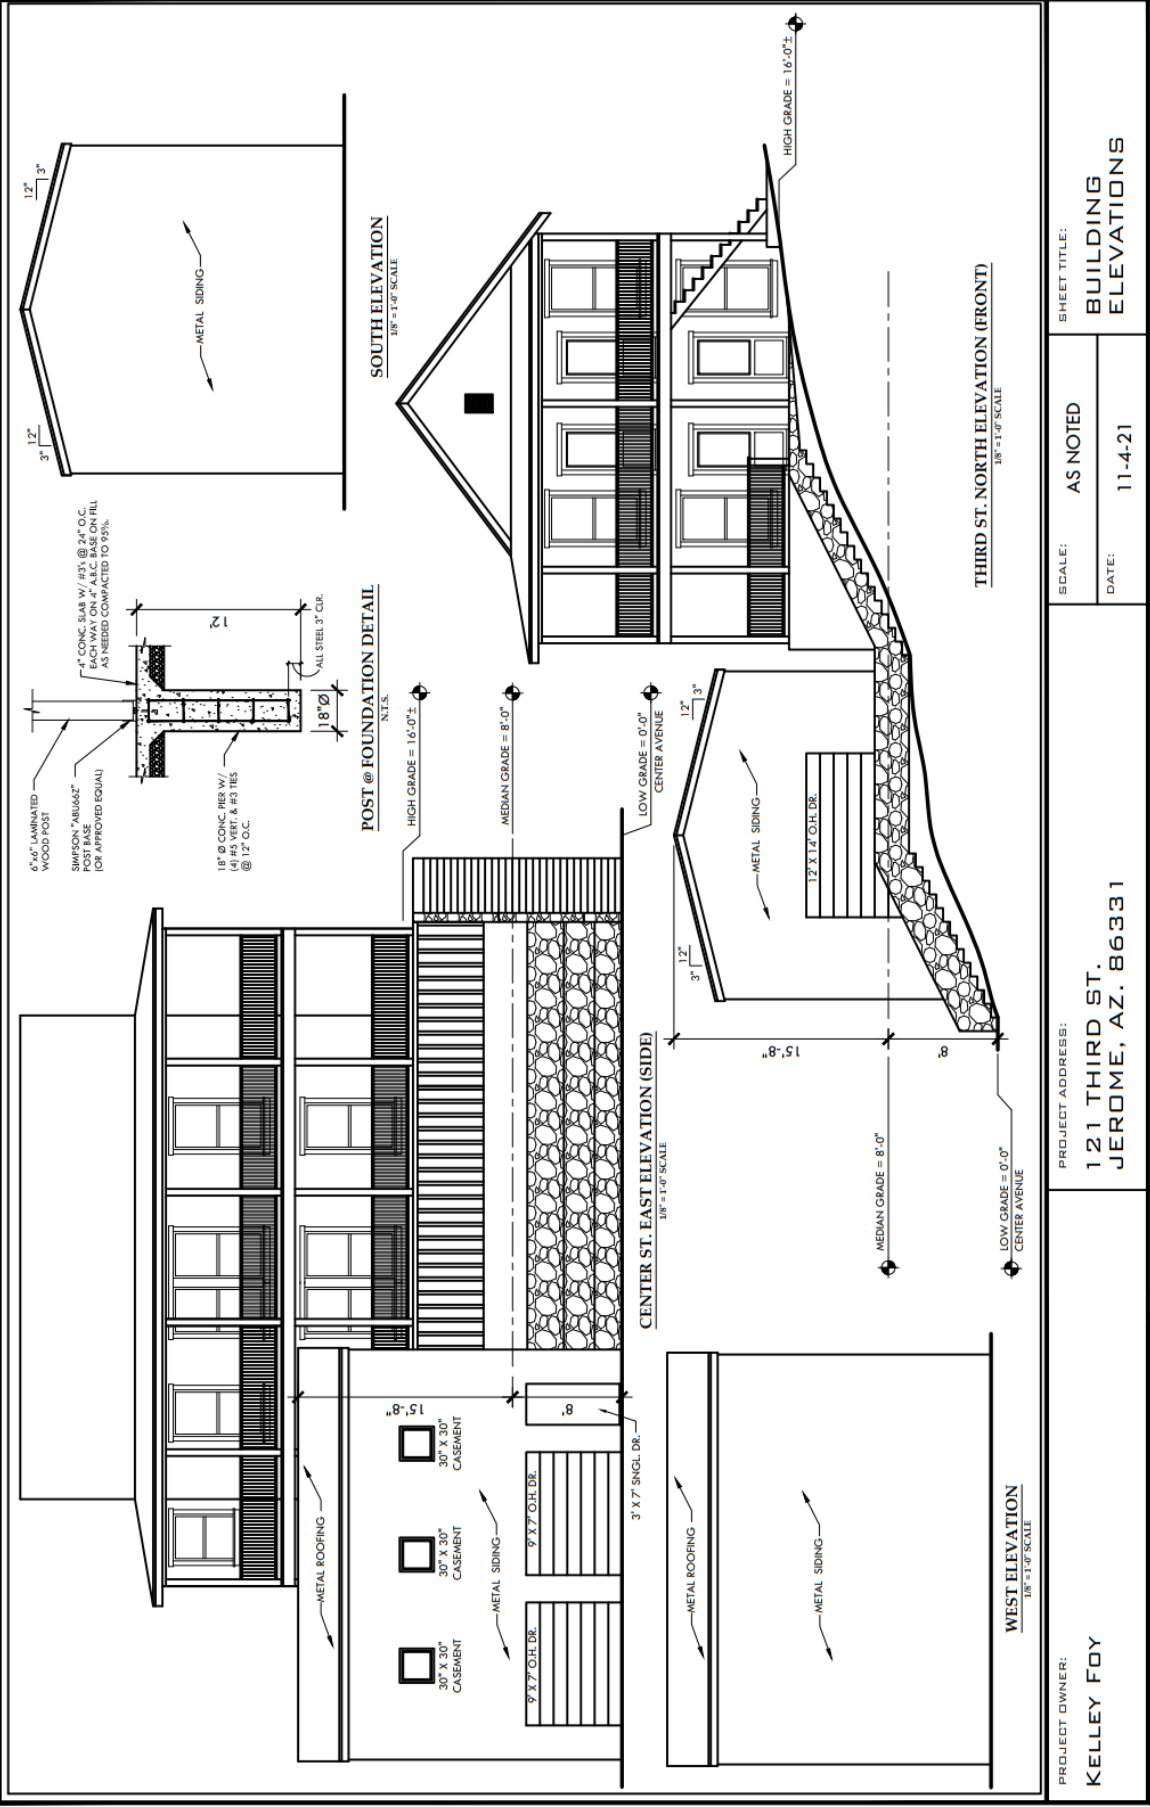 METAL ROOFING
30" X 30"
CASEMENT
30" X 30"
CASEMENT
30" X 30"
CASEMENT
METAL SIDING
9' X 7' O.H. DR.
9' X 7' O.H. DR.
3' X 7' SNGL. DR.
15'-8"
8'
HIGH GRADE = 16'-0"±
MEDIAN GRADE = 8'-0"
LOW GRADE = 0'-0"
CENTER AVENUE
CENTER ST. EAST ELEVATION (SIDE)
1/8" = 1'-0" SCALE
6"x6" LAMINATED
WOOD POST
SIMPSON "ABU66Z"
POST BASE
(OR APPROVED EQUAL)
18" Ø CONC. PIER W/
(4) #5 VERT. & #3 TIES
@ 12" O.C.
4" CONC. SLAB W/ #3's @ 24" O.C.
EACH WAY ON 4" A.B.C. BASE ON FILL
AS NEEDED COMPACTED TO 95%.
12'
ALL STEEL 3" CLR.
18"Ø
POST @ FOUNDATION DETAIL
N.T.S.
12"
3"
12"
3"
METAL SIDING
SOUTH ELEVATION
1/8" = 1'-0" SCALE
METAL ROOFING
METAL SIDING
WEST ELEVATION
1/8" = 1'-0" SCALE
12"
3"
12"
3"
METAL SIDING
12' X 14' O.H. DR.
15'-8"
8'
MEDIAN GRADE = 8'-0"
LOW GRADE = 0'-0"
CENTER AVENUE
HIGH GRADE = 16'-0"±
THIRD ST. NORTH ELEVATION (FRONT)
1/8" = 1'-0" SCALE
PROJECT OWNER:
KELLEY FOY
PROJECT ADDRESS:
121 THIRD ST.
JEROME, AZ. 86331
SCALE:
AS NOTED
DATE:
11-4-21
SHEET TITLE:
BUILDING
ELEVATIONS